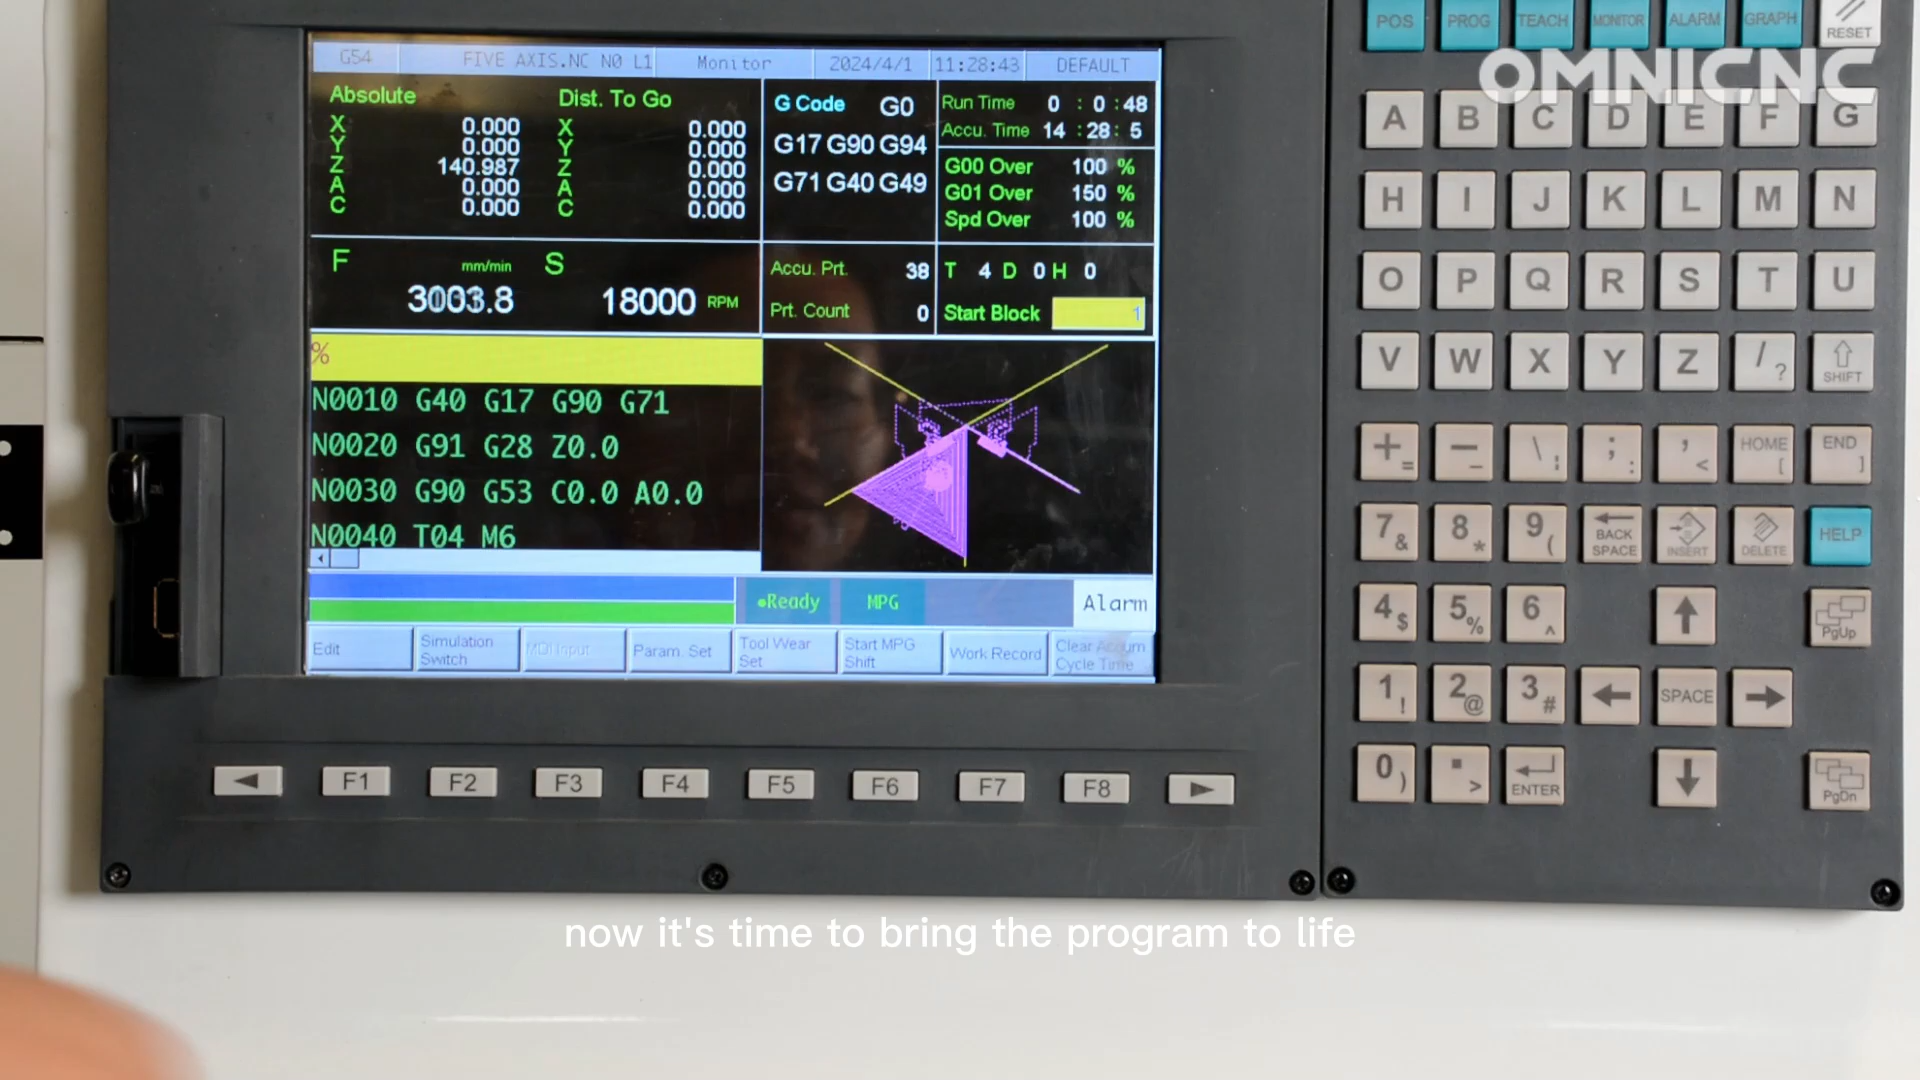 G54 FIVE AXIS.NC N0 L1 Monitor 2024/4/1 11:28:43 DEFAULT
Absolute Dist. To Go
X 0.000 X 0.000
Y 0.000 Y 0.000
Z 140.987 Z 0.000
A 0.000 A 0.000
C 0.000 C 0.000
G Code G0
G17 G90 G94
G71 G40 G49
Run Time 0 : 0 : 48
Accu. Time 14 : 28 : 5
G00 Over 100 %
G01 Over 150 %
Spd Over 100 %
F mm/min S
18000 RPM
Accu. Prt. 38
Prt. Count 0
T 4 D 0 H 0
Start Block 1
%
N0010 G40 G17 G90 G71
N0020 G91 G28 Z0.0
N0030 G90 G53 C0.0 A0.0
N0040 T04 M6
Ready MPG Alarm
Edit
Simulation Switch
MDI Input
Param. Set
Tool Wear Set
Start MPG Shift
Work Record
Clear Accum Cycle Time
F1 F2 F3 F4 F5 F6 F7 F8
POS PROG TEACH MONITOR ALARM GRAPH RESET
OMNICNC
A B C D E F G
H I J K L M N
O P Q R S T U
V W X Y Z / ? SHIFT
+ = - _ \ : ; : , < HOME [ END ]
7 & 8 * 9 ( BACK SPACE INSERT DELETE HELP
4 $ 5 % 6 ^ PgUp
1 ! 2 @ 3 # SPACE
0 ) . > ENTER PgDn
now it's time to bring the program to life